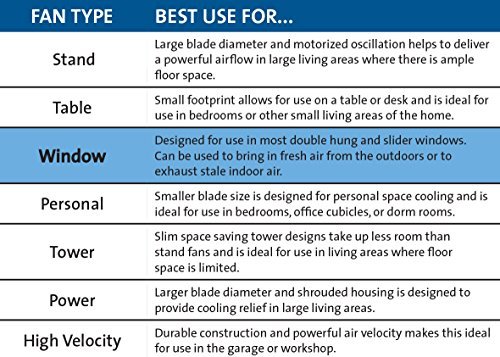 FAN TYPE BEST USE FOR...
Stand
Large blade diameter and motorized oscillation helps to deliver
a powerful airflow in large living areas where there is ample
floor space.
Table
Small footprint allows for use on a table or desk and is ideal for
use in bedrooms or other small living areas of the home.
Window
Designed for use in most double hung and slider windows.
Can be used to bring in fresh air from the outdoors or to
exhaust stale indoor air.
Personal
Smaller blade size is designed for personal space cooling and is
ideal for use in bedrooms, office cubicles, or dorm rooms.
Tower
Slim space saving tower designs take up less room than
stand fans and is ideal for use in living areas where floor
space is limited.
Power
Larger blade diameter and shrouded housing is designed to
provide cooling relief in large living areas.
High Velocity
Durable construction and powerful air velocity makes this ideal
for use in the garage or workshop.